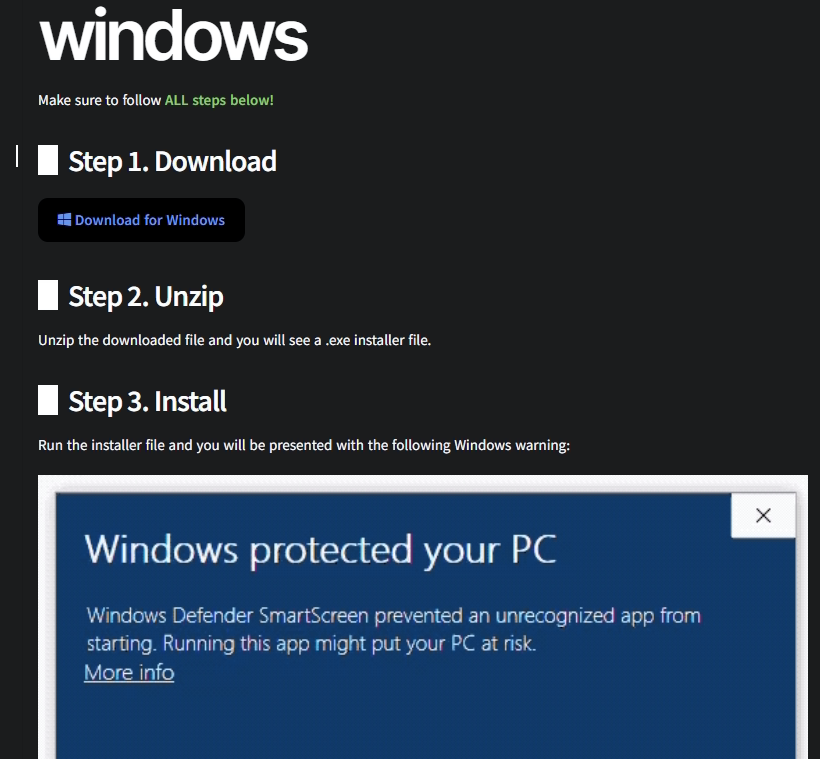 windows
Make sure to follow ALL steps below!
Step 1. Download
Download for Windows
Step 2. Unzip
Unzip the downloaded file and you will see a .exe installer file.
Step 3. Install
Run the installer file and you will be presented with the following Windows warning:
Windows protected your PC
Windows Defender SmartScreen prevented an unrecognized app from
starting. Running this app might put your PC at risk.
More info